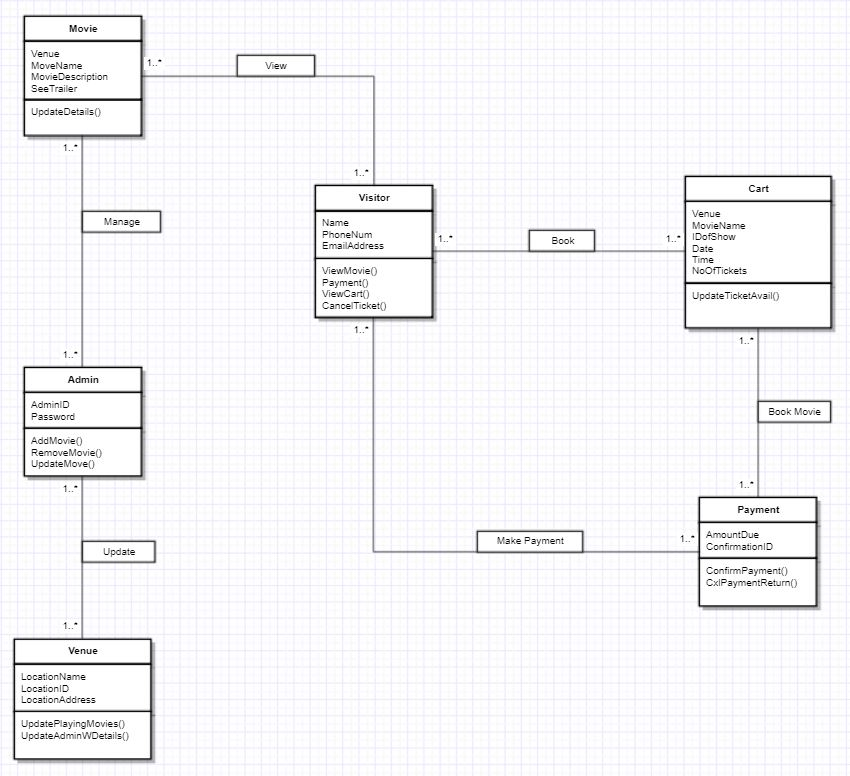 Movie
Venue
MoveName
MovieDescription
SeeTrailer
UpdateDetails()
1..*
View
1..*
1..*
Manage
1..*
Visitor
Name
PhoneNum
EmailAddress
ViewMovie()
Payment()
ViewCart()
CancelTicket()
1..*
Book
1..*
1..*
Cart
Venue
MovieName
IDofShow
Date
Time
NoOfTickets
UpdateTicketAvail()
1..*
Book Movie
1..*
Admin
AdminID
Password
AddMovie()
RemoveMovie()
UpdateMove()
1..*
Update
1..*
Make Payment
1..*
Payment
AmountDue
ConfirmationID
ConfirmPayment()
CxlPaymentReturn()
Venue
LocationName
LocationID
LocationAddress
UpdatePlayingMovies()
UpdateAdminWDetails()